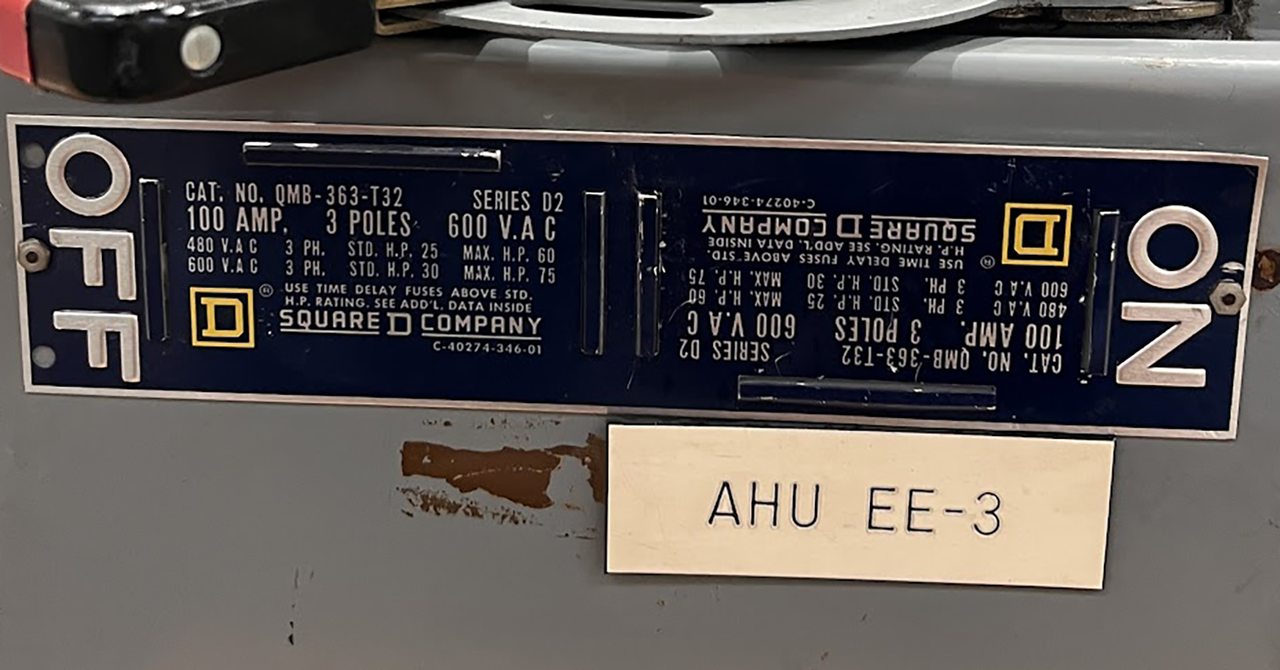 OFF
CAT. NO. QMB-363-T32 SERIES D2
100 AMP. 3 POLES 600 V.A C
480 V.A C 3 PH. STD. H.P. 25 MAX. H.P. 60
600 V.A C 3 PH. STD. H.P. 30 MAX. H.P. 75
USE TIME DELAY FUSES ABOVE STD.
H.P. RATING. SEE ADD'L. DATA INSIDE
D ® SQUARE D COMPANY
C-40274-346-01
ON
CAT. NO. QMB-363-T32 SERIES D2
100 AMP. 3 POLES 600 V.A C
480 V.A C 3 PH. STD. H.P. 25 MAX. H.P. 60
600 V.A C 3 PH. STD. H.P. 30 MAX. H.P. 75
USE TIME DELAY FUSES ABOVE STD.
H.P. RATING. SEE ADD'L. DATA INSIDE
D ® SQUARE D COMPANY
C-40274-346-01
AHU EE-3